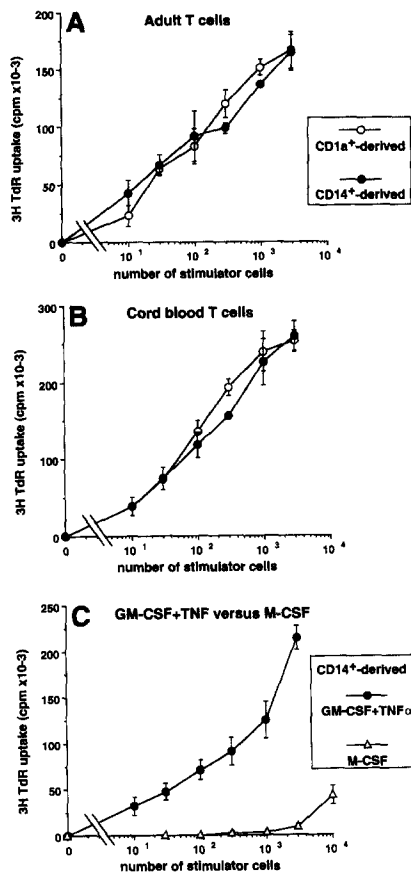 A
Adult T cells
3H TdR uptake (cpm x10-3)
200
150
100
50
0
0
10 1
10 2
10 3
10 4
number of stimulator cells
CD1a+-derived
CD14+-derived
B
Cord blood T cells
3H TdR uptake (cpm x10-3)
300
200
100
0
0
10 1
10 2
10 3
10 4
number of stimulator cells
C
GM-CSF+TNF versus M-CSF
3H TdR uptake (cpm x10-3)
250
200
150
100
50
0
0
10 1
10 2
10 3
10 4
number of stimulator cells
CD14+-derived
GM-CSF+TNFα
M-CSF